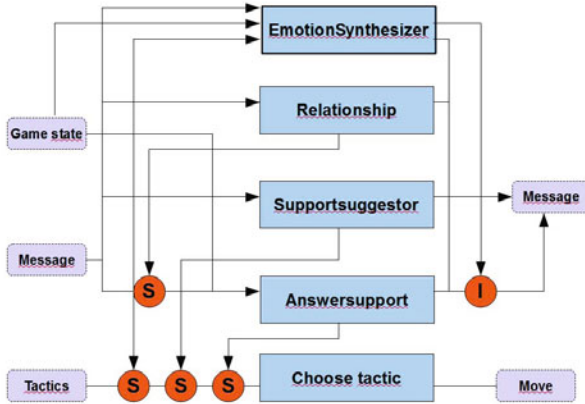 EmotionSynthesizer
Relationship
Game state
Supportsuggestor
Message
Message
S
Answersupport
I
Tactics
S
S
S
Choose tactic
Move